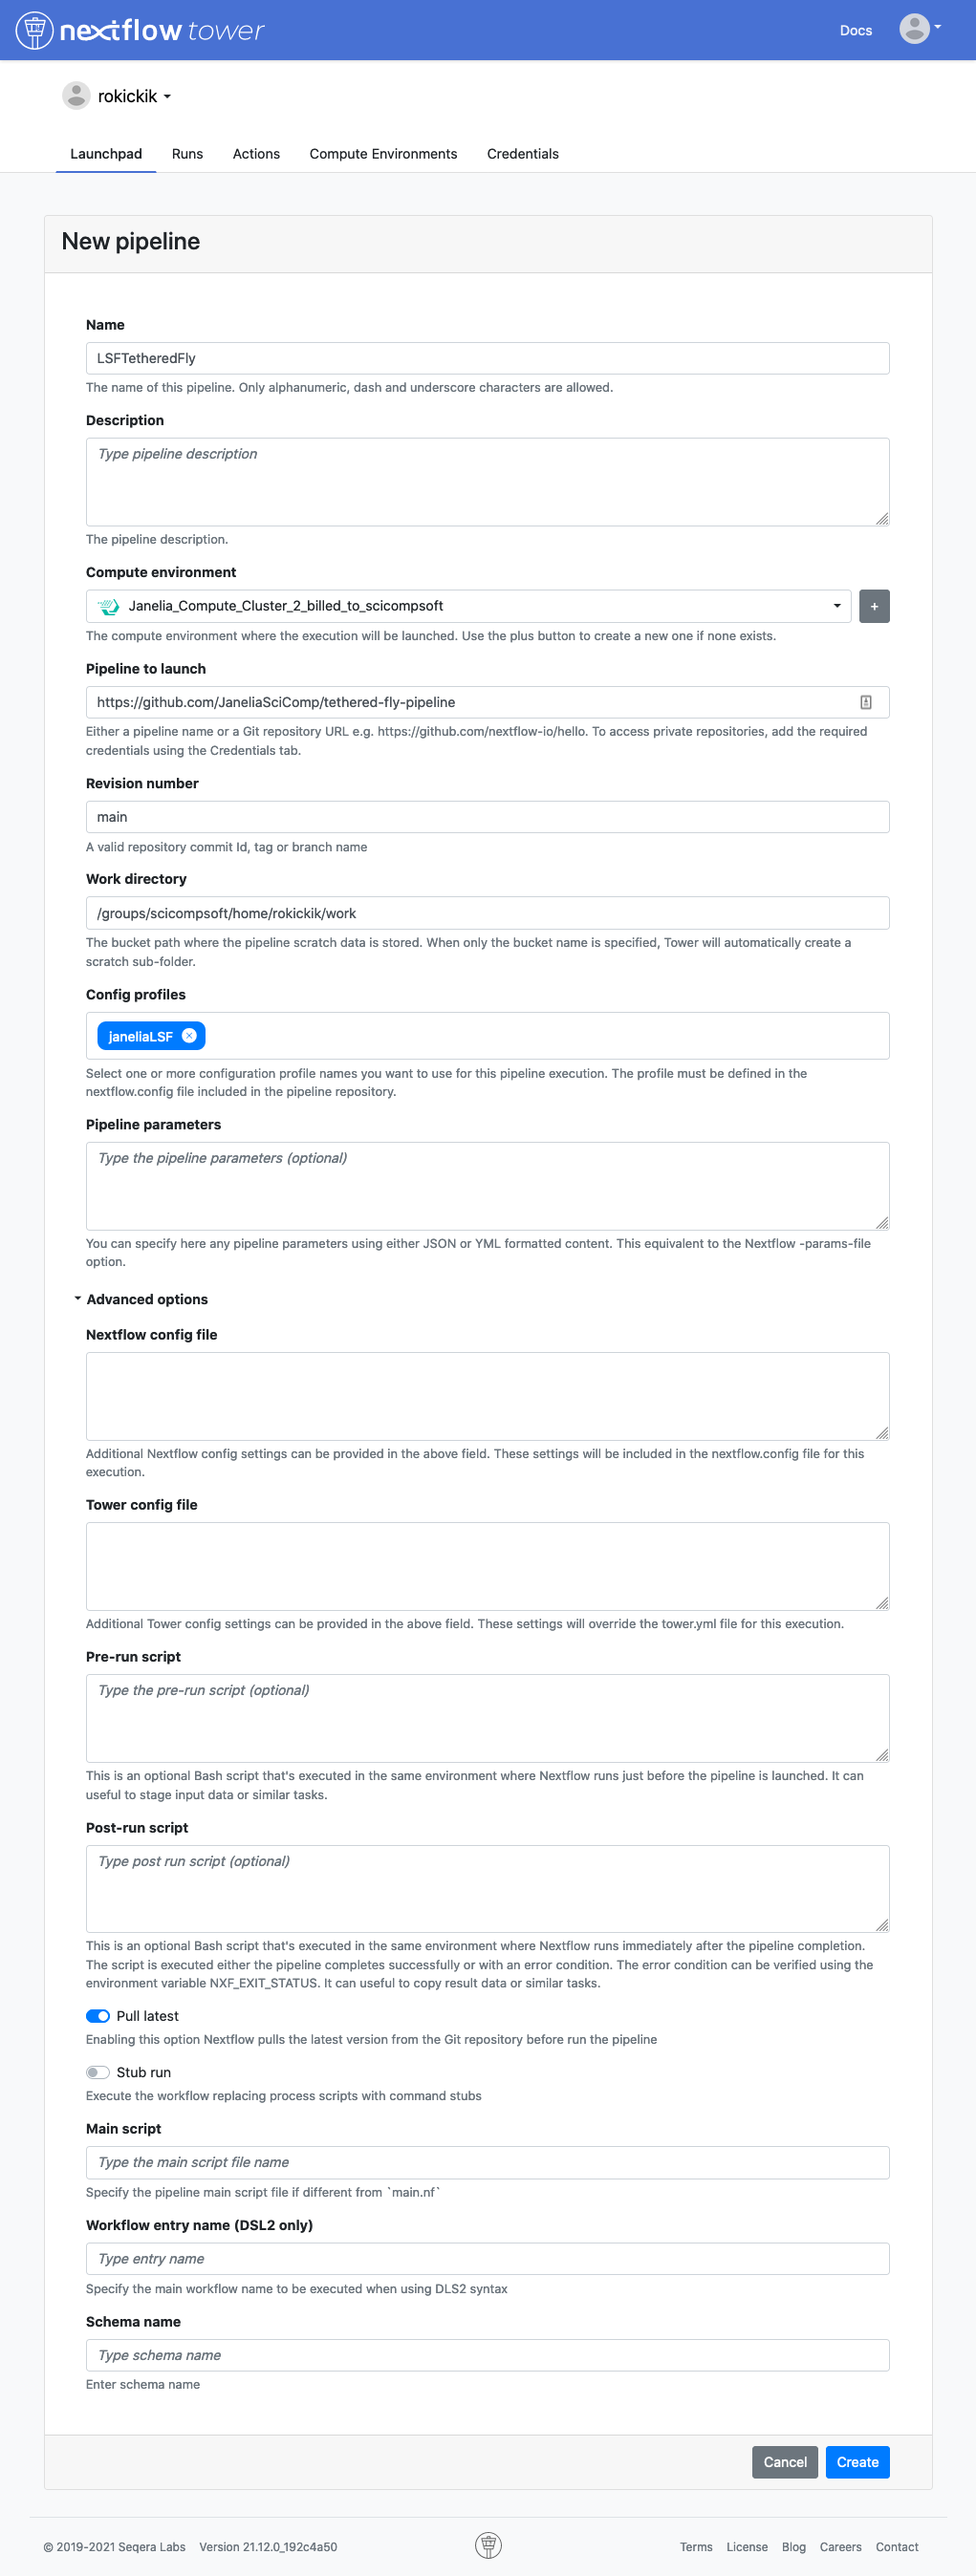 nextflow tower
Docs
rokickik
Launchpad Runs Actions Compute Environments Credentials
New pipeline
Name
LSFTetheredFly
The name of this pipeline. Only alphanumeric, dash and underscore characters are allowed.
Description
Type pipeline description
The pipeline description.
Compute environment
Janelia_Compute_Cluster_2_billed_to_scicompsoft
+
The compute environment where the execution will be launched. Use the plus button to create a new one if none exists.
Pipeline to launch
https://github.com/JaneliaSciComp/tethered-fly-pipeline
Either a pipeline name or a Git repository URL e.g. https://github.com/nextflow-io/hello. To access private repositories, add the required
credentials using the Credentials tab.
Revision number
main
A valid repository commit Id, tag or branch name
Work directory
/groups/scicompsoft/home/rokickik/work
The bucket path where the pipeline scratch data is stored. When only the bucket name is specified, Tower will automatically create a
scratch sub-folder.
Config profiles
janeliaLSF
Select one or more configuration profile names you want to use for this pipeline execution. The profile must be defined in the
nextflow.config file included in the pipeline repository.
Pipeline parameters
Type the pipeline parameters (optional)
You can specify here any pipeline parameters using either JSON or YML formatted content. This equivalent to the Nextflow -params-file
option.
Advanced options
Nextflow config file
Additional Nextflow config settings can be provided in the above field. These settings will be included in the nextflow.config file for this
execution.
Tower config file
Additional Tower config settings can be provided in the above field. These settings will override the tower.yml file for this execution.
Pre-run script
Type the pre-run script (optional)
This is an optional Bash script that's executed in the same environment where Nextflow runs just before the pipeline is launched. It can
useful to stage input data or similar tasks.
Post-run script
Type post run script (optional)
This is an optional Bash script that's executed in the same environment where Nextflow runs immediately after the pipeline completion.
The script is executed either the pipeline completes successfully or with an error condition. The error condition can be verified using the
environment variable NXF_EXIT_STATUS. It can useful to copy result data or similar tasks.
Pull latest
Enabling this option Nextflow pulls the latest version from the Git repository before run the pipeline
Stub run
Execute the workflow replacing process scripts with command stubs
Main script
Type the main script file name
Specify the pipeline main script file if different from `main.nf`
Workflow entry name (DSL2 only)
Type entry name
Specify the main workflow name to be executed when using DLS2 syntax
Schema name
Type schema name
Enter schema name
Cancel Create
© 2019-2021 Seqera Labs Version 21.12.0_192c4a50 Terms License Blog Careers Contact